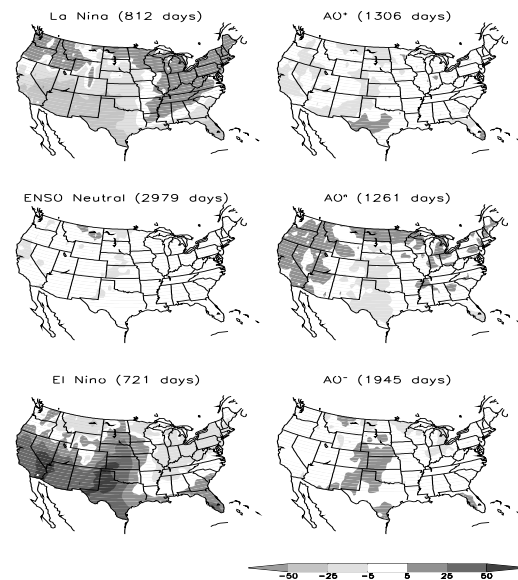 La Nina (812 days)
AO⁺ (1306 days)
ENSO Neutral (2979 days)
AOⁿ (1261 days)
El Nino (721 days)
AO⁻ (1945 days)
-50 -25 -5 5 25 50